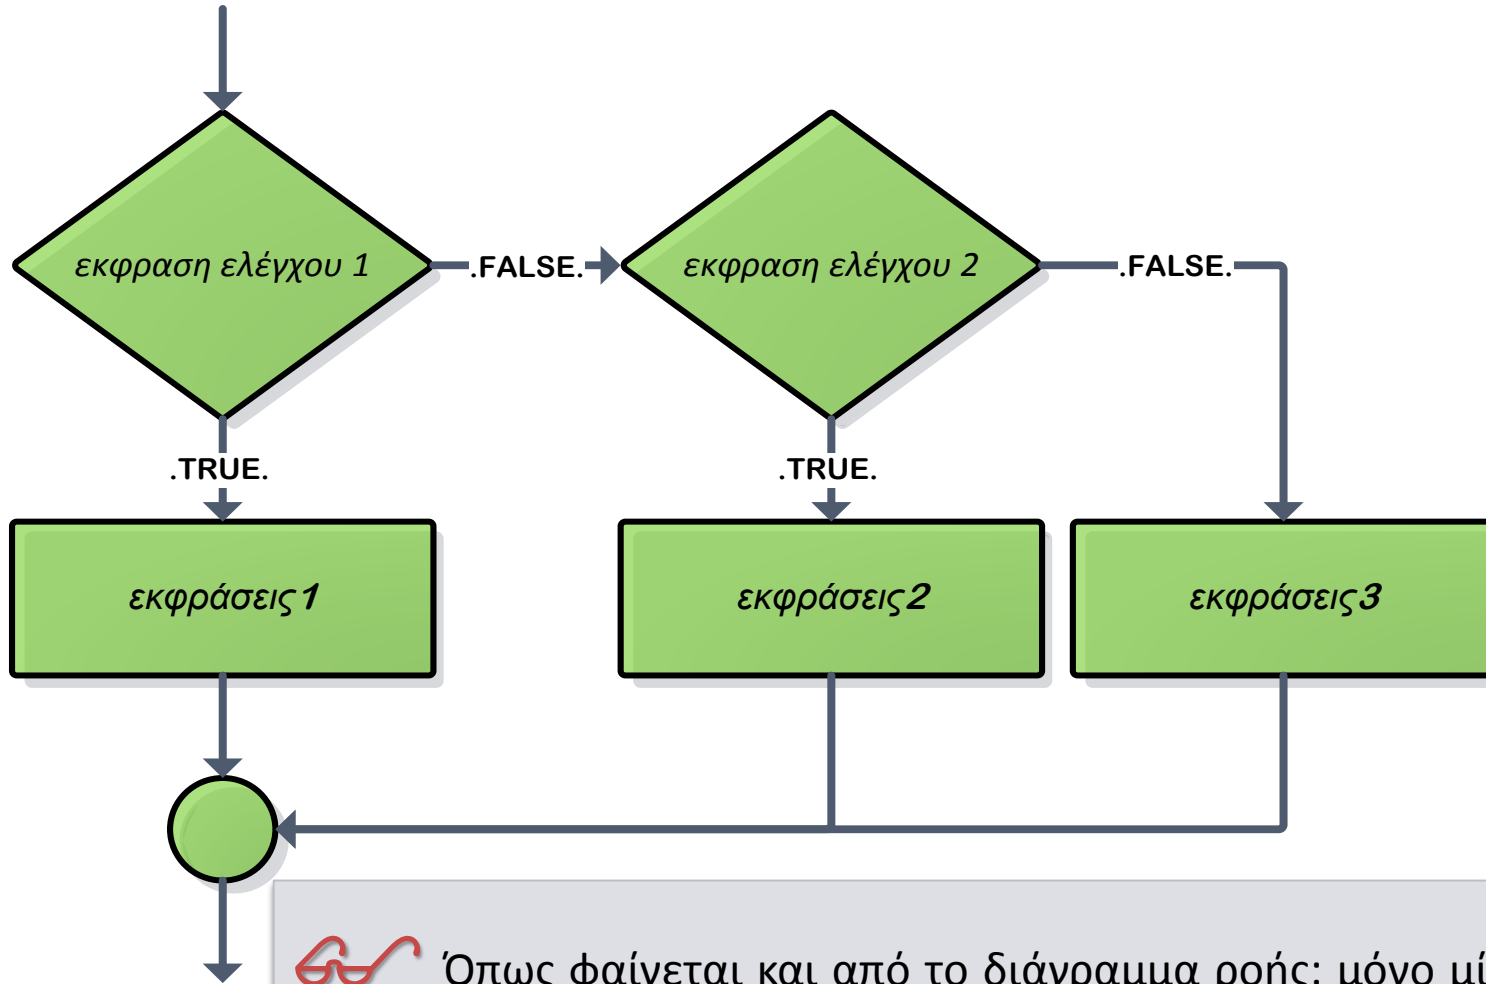 εκφραση ελέγχου 1
.FALSE.
εκφραση ελέγχου 2
.FALSE.
.TRUE.
.TRUE.
εκφράσεις1
εκφράσεις2
εκφράσεις3
Όπως φαίνεται και από το διάγραμμα ροής: μόνο μί